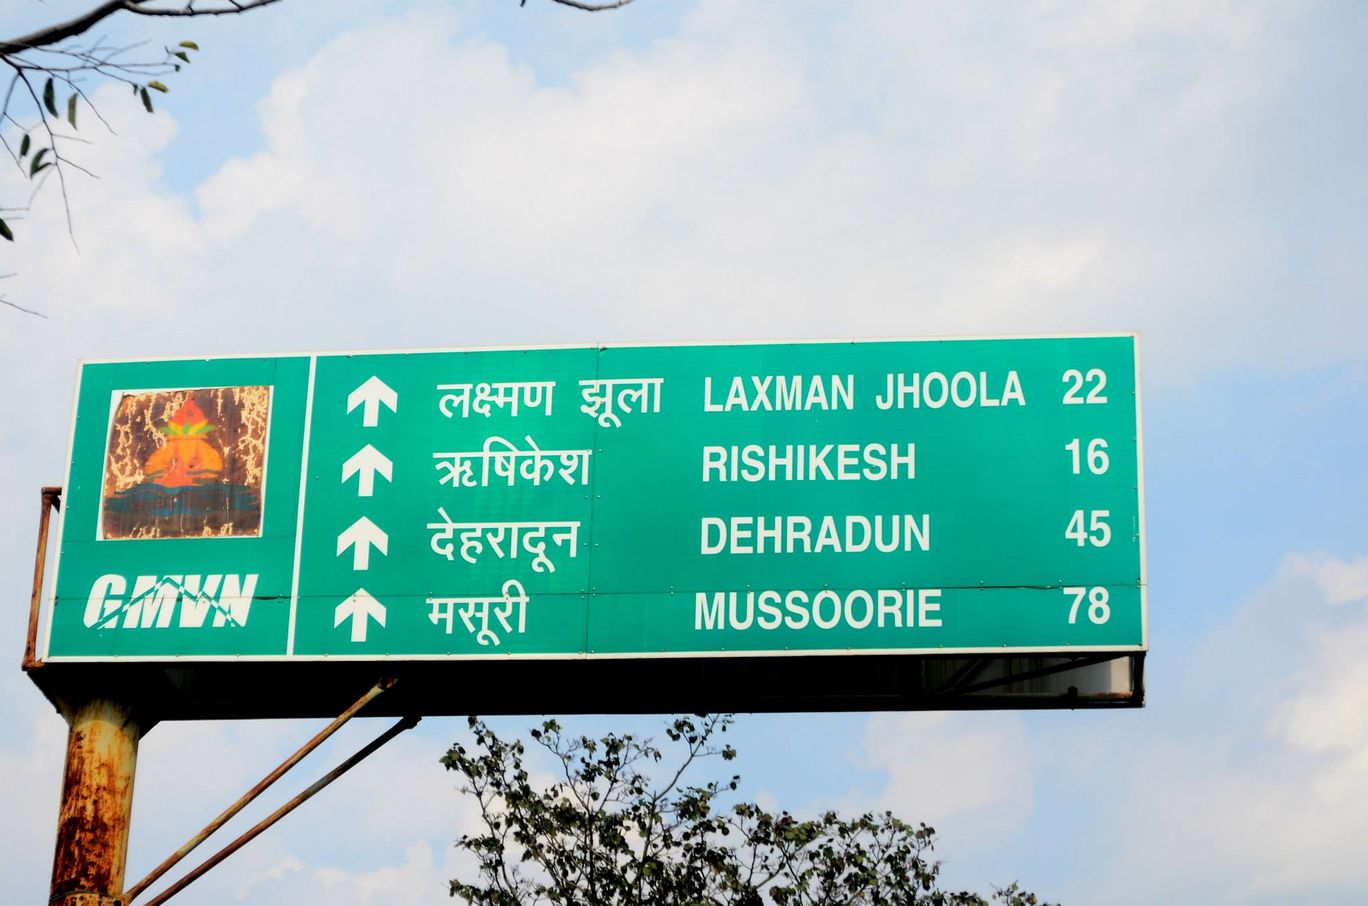 लक्ष्मण झूला LAXMAN JHOOLA 22
ऋषिकेश RISHIKESH 16
देहरादून DEHRADUN 45
मसूरी MUSSOORIE 78
GMVN